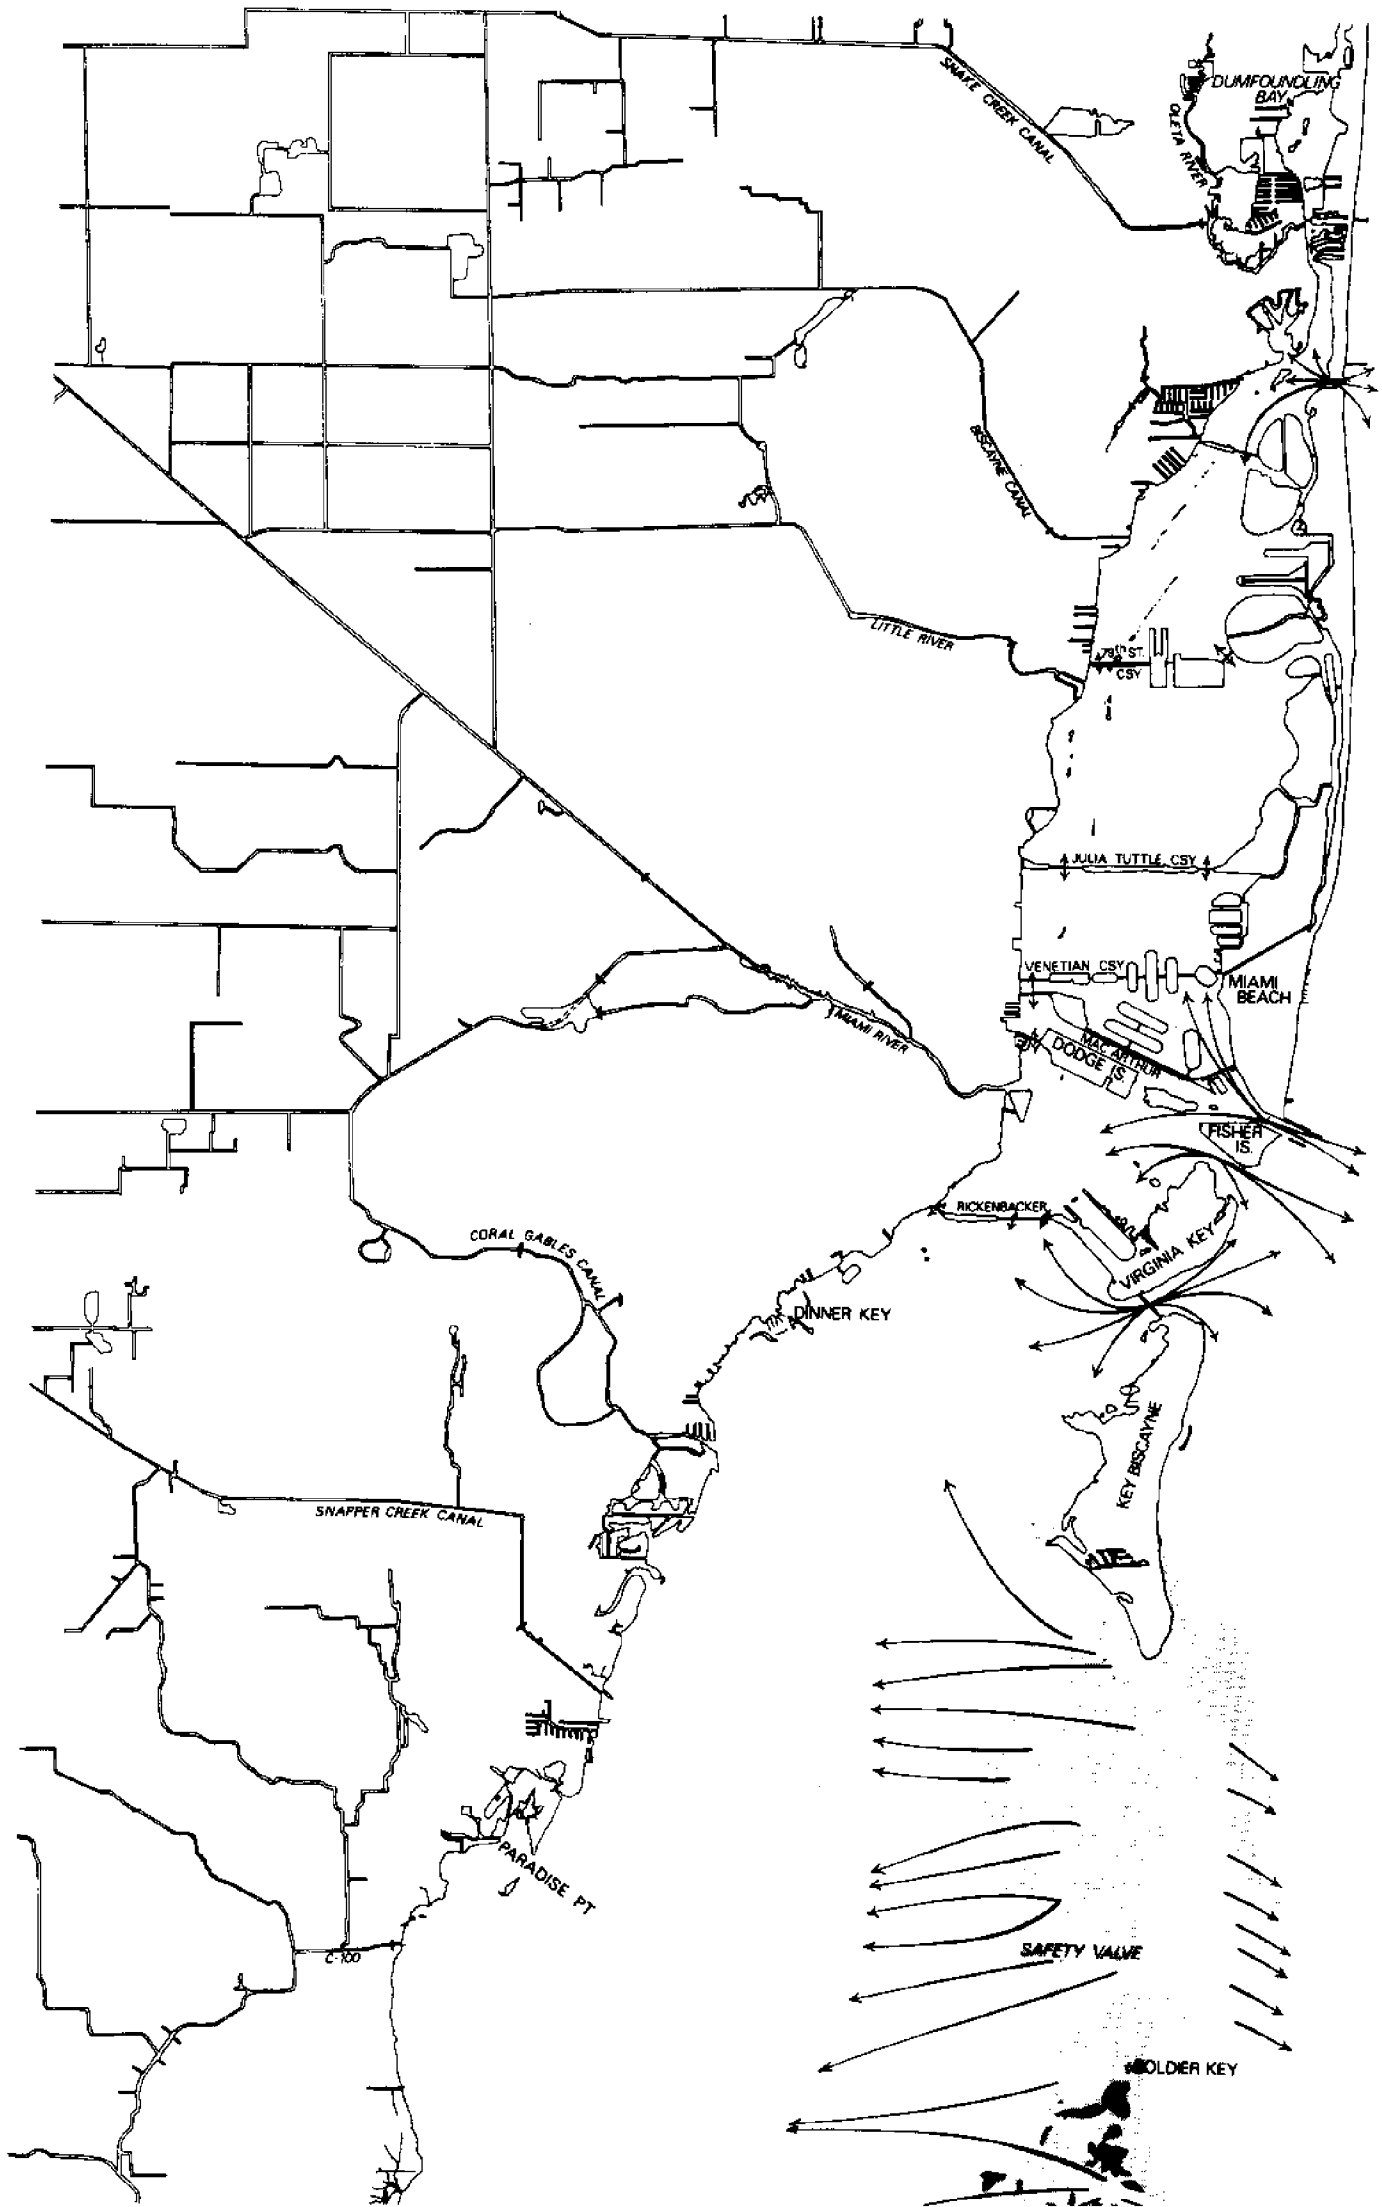 SNAKE CREEK CANAL
DUMFOUNDLING
BAY
OLETA RIVER
BISCAYNE CANAL
LITTLE RIVER
79th ST.
CSY
JULIA TUTTLE CSY
VENETIAN CSY
MIAMI
BEACH
MIAMI RIVER
MAC ARTHUR
DODGE IS.
FISHER
IS.
RICKENBACKER
VIRGINIA KEY
CORAL GABLES CANAL
DINNER KEY
KEY BISCAYNE
SNAPPER CREEK CANAL
PARADISE PT
C-100
SAFETY VALVE
SOLDIER KEY